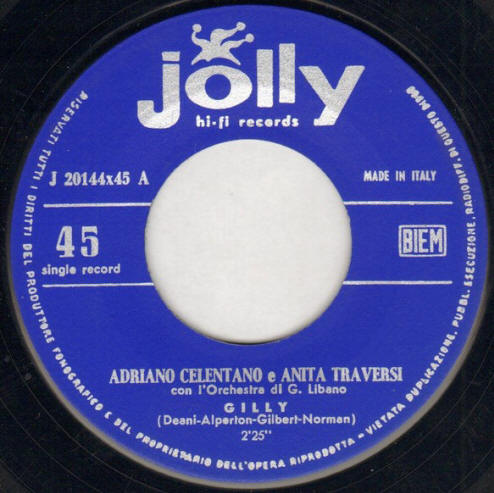 jolly
hi-fi records
J 20144x45 A
MADE IN ITALY
45
single record
BIEM
ADRIANO CELENTANO e ANITA TRAVERSI
con l'Orchestra di G. Libano
GILLY
(Deani-Alperton-Gilbert-Norman)
2'25"
RISERVATI TUTTI I DIRITTI DEL PRODUTTORE FONOGRAFICO E DEL PROPRIETARIO DELL'OPERA RIPRODOTTA - VIETATA DUPLICAZIONE, PUBBL. ESECUZIONE, RADIODIFF. DI QUESTO DISCO